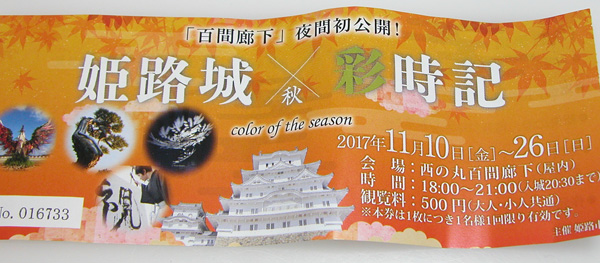 「百間廊下」夜間初公開！
姫路城×秋 彩時記
color of the season
2017年11月10日[金]～26日[日]
会 場：西の丸百間廊下(屋内)
時 間：18:00～21:00(入城20:30まで)
観覧料：500円(大人・小人共通)
※本券は1枚につき1名様1回限り有効です。
主催 姫路
祝
No. 016733